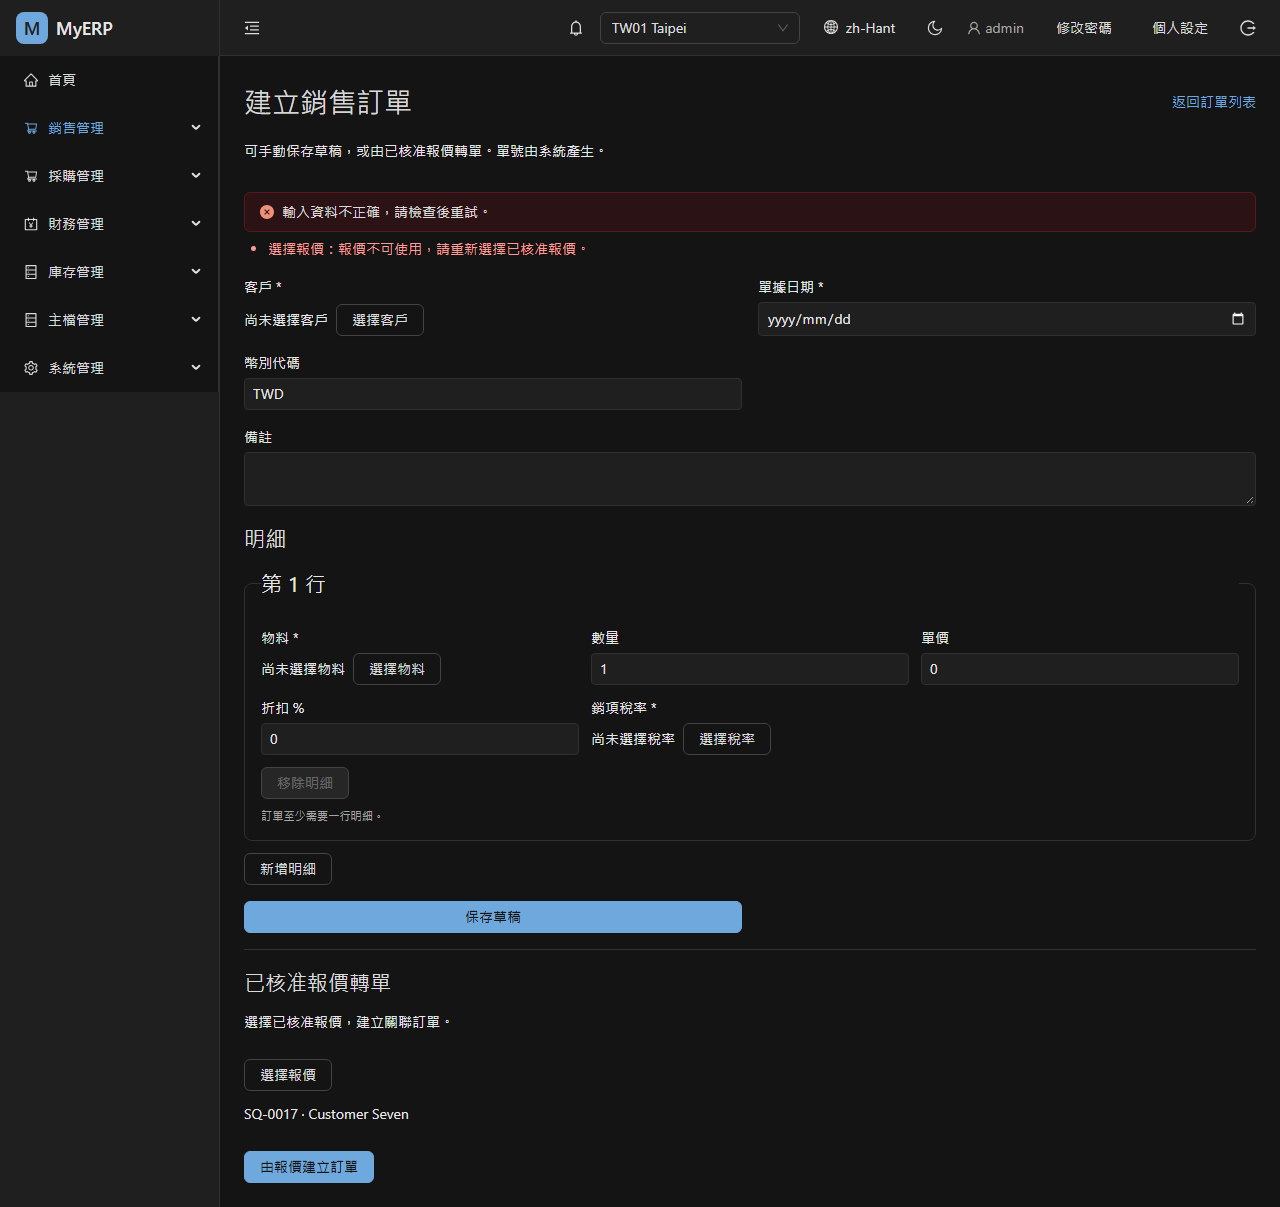 M MyERP
TW01 Taipei
zh-Hant
admin
修改密碼
個人設定
首頁
銷售管理
採購管理
財務管理
庫存管理
主檔管理
系統管理
建立銷售訂單
返回訂單列表
可手動保存草稿，或由已核准報價轉單。單號由系統產生。
輸入資料不正確，請檢查後重試。
• 選擇報價：報價不可使用，請重新選擇已核准報價。
客戶 *
單據日期 *
尚未選擇客戶 選擇客戶
yyyy/mm/dd
幣別代碼
TWD
備註
明細
第 1 行
物料 *
數量
單價
尚未選擇物料 選擇物料
1
0
折扣 %
銷項稅率 *
0
尚未選擇稅率 選擇稅率
移除明細
訂單至少需要一行明細。
新增明細
保存草稿
已核准報價轉單
選擇已核准報價，建立關聯訂單。
選擇報價
SQ-0017 · Customer Seven
由報價建立訂單